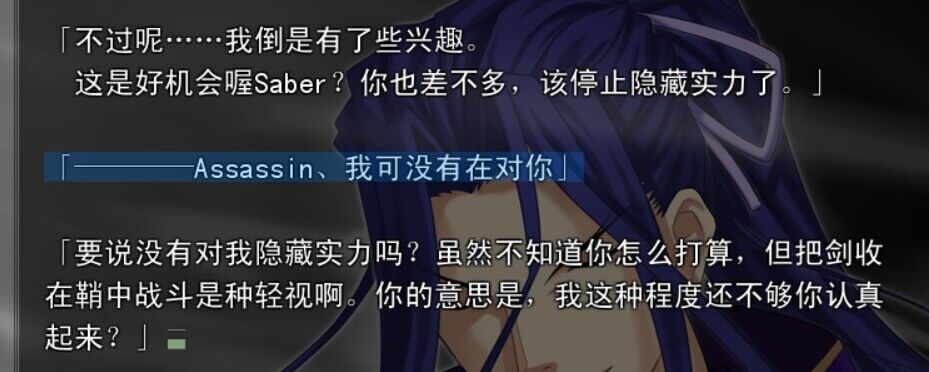 「不过呢……我倒是有了些兴趣。
这是好机会喔Saber？你也差不多，该停止隐藏实力了。」
「————Assassin、我可没有在对你」
「要说没有对我隐藏实力吗？虽然不知道你怎么打算，但把剑收
在鞘中战斗是种轻视啊。你的意思是，我这种程度还不够你认真
起来？」